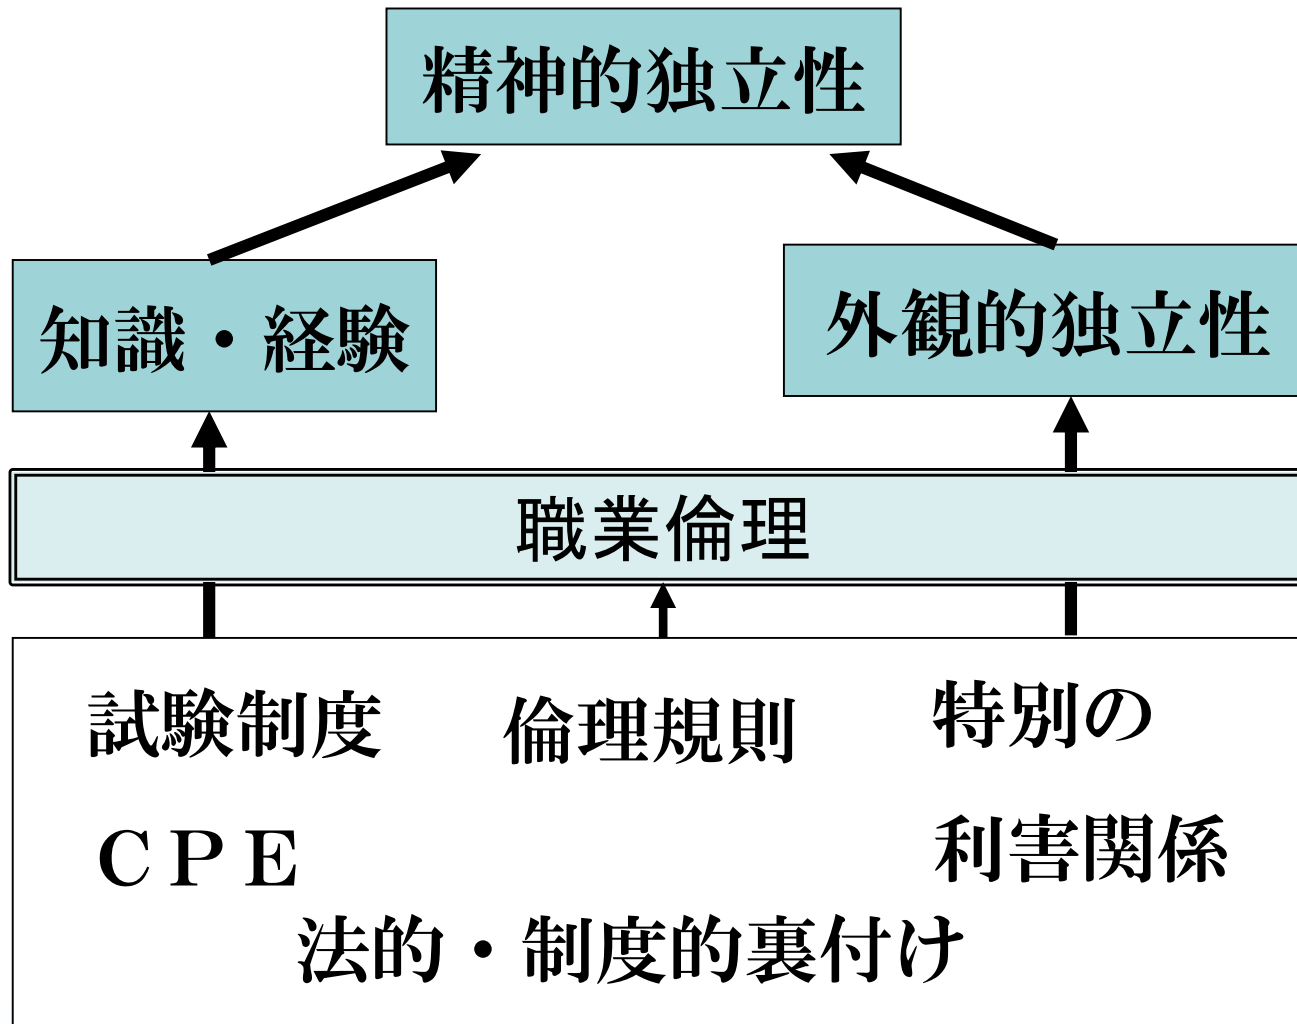 精神的独立性
知識・経験
外観的独立性
職業倫理
試験制度
倫理規則
特別の
ＣＰＥ
利害関係
法的・制度的裏付け